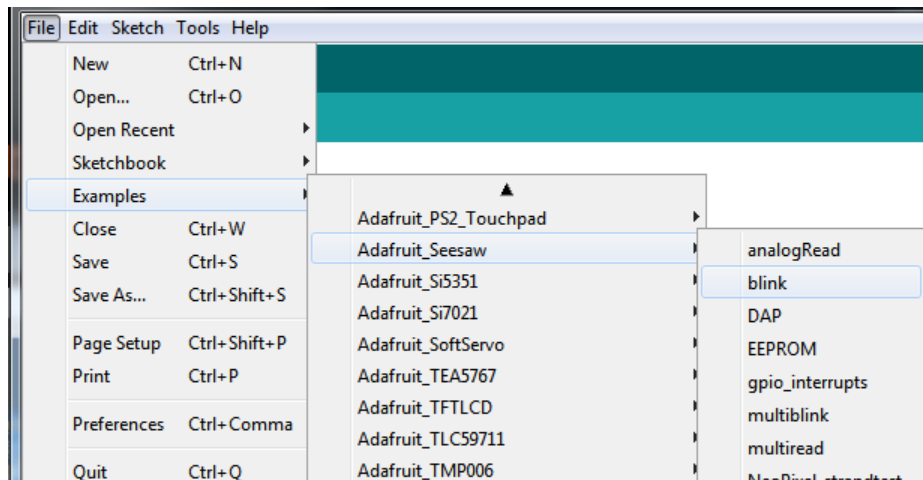 File Edit Sketch Tools Help
New Ctrl+N
Open... Ctrl+O
Open Recent
Sketchbook
Examples
Close Ctrl+W
Save Ctrl+S
Save As... Ctrl+Shift+S
Page Setup Ctrl+Shift+P
Print Ctrl+P
Preferences Ctrl+Comma
Quit Ctrl+Q
Adafruit_PS2_Touchpad
Adafruit_Seesaw
Adafruit_Si5351
Adafruit_Si7021
Adafruit_SoftServo
Adafruit_TEA5767
Adafruit_TFTLCD
Adafruit_TLC59711
Adafruit_TMP006
analogRead
blink
DAP
EEPROM
gpio_interrupts
multiblink
multiread